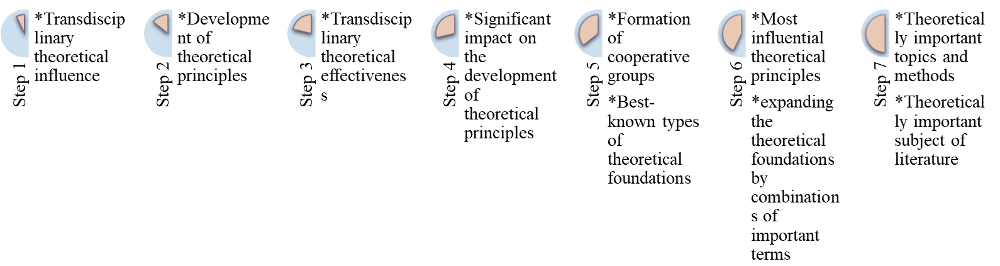 Step 1
*Transdiscip
linary
theoretical
influence
Step 2
*Developme
nt of
theoretical
principles
Step 3
*Transdiscip
linary
theoretical
effectivenes
s
Step 4
*Significant
impact on
the
development
of
theoretical
principles
Step 5
*Formation
of
cooperative
groups
*Best-
known types
of
theoretical
foundations
Step 6
*Most
influential
theoretical
principles
*expanding
the
theoretical
foundations
by
combination
s of
important
terms
Step 7
*Theoretical
ly important
topics and
methods
*Theoretical
ly important
subject of
literature